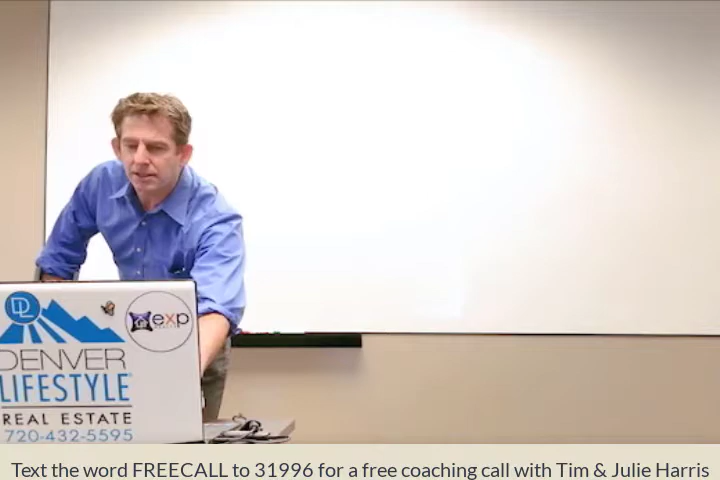 DL
exp
DENVER
LIFESTYLE
REAL ESTATE
720-432-5595
Text the word FREECALL to 31996 for a free coaching call with Tim & Julie Harris